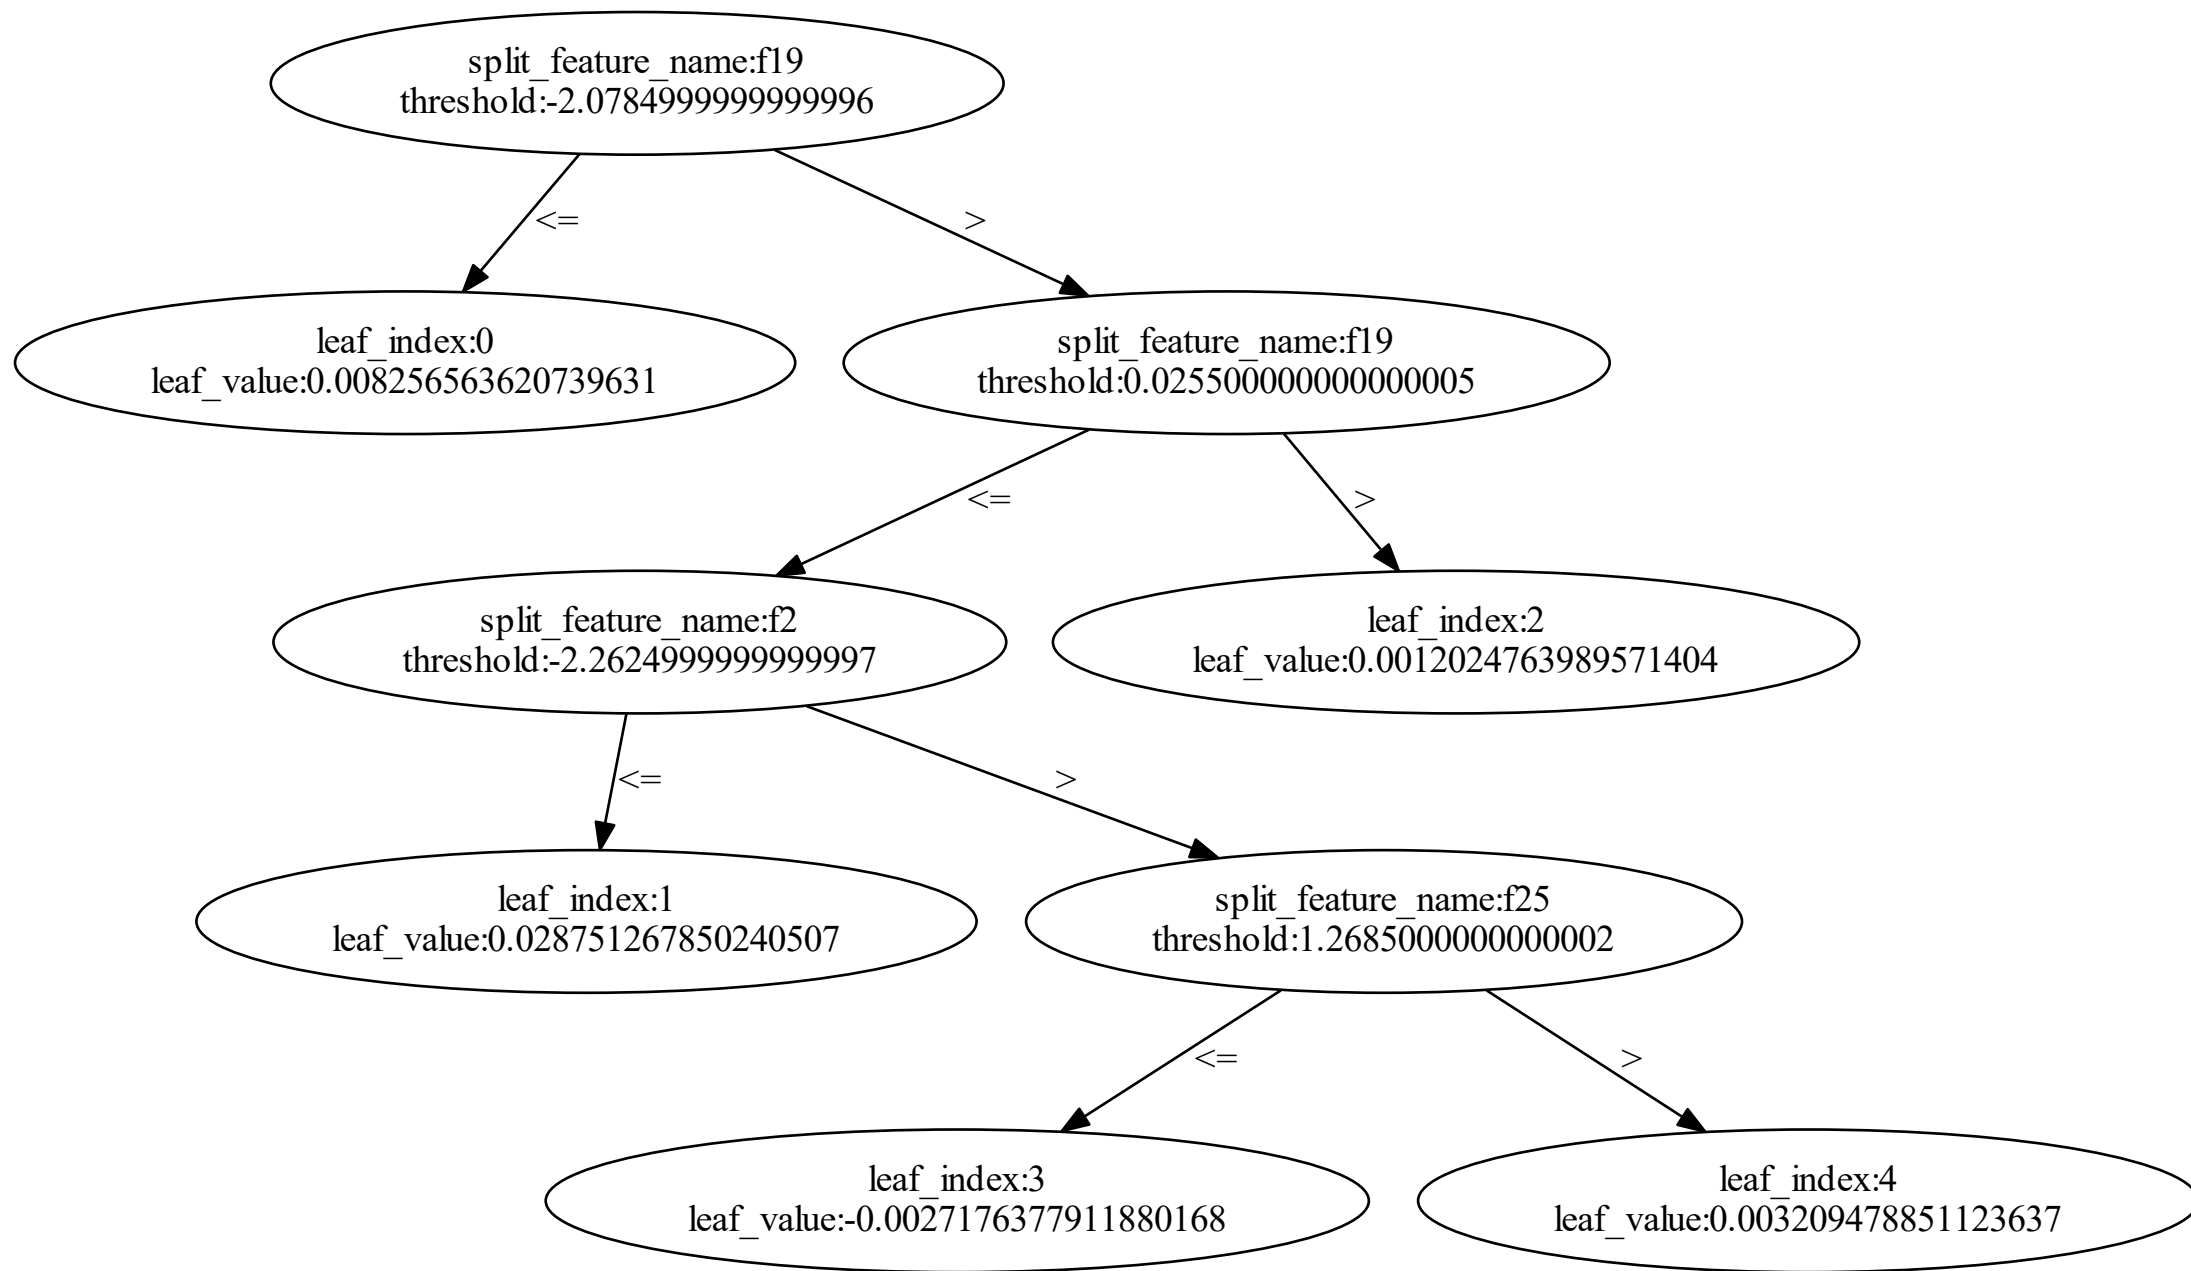 split_feature_name:f19
threshold:-2.0784999999999996
<=
>
leaf_index:0
leaf_value:0.008256563620739631
split_feature_name:f19
threshold:0.025500000000000005
<=
>
split_feature_name:f2
threshold:-2.2624999999999997
leaf_index:2
leaf_value:0.0012024763989571404
<=
>
leaf_index:1
leaf_value:0.028751267850240507
split_feature_name:f25
threshold:1.2685000000000002
<=
>
leaf_index:3
leaf_value:-0.0027176377911880168
leaf_index:4
leaf_value:0.003209478851123637